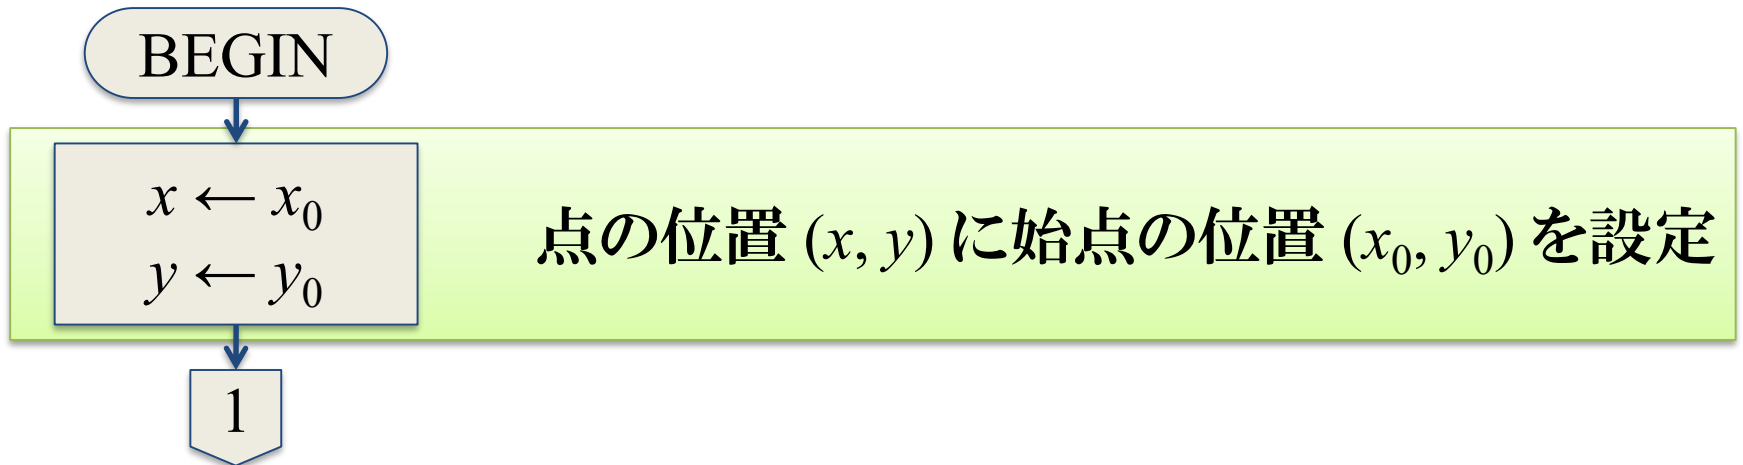 BEGIN
x ← x₀
y ← y₀
点の位置 (x, y) に始点の位置 (x₀, y₀) を設定
1